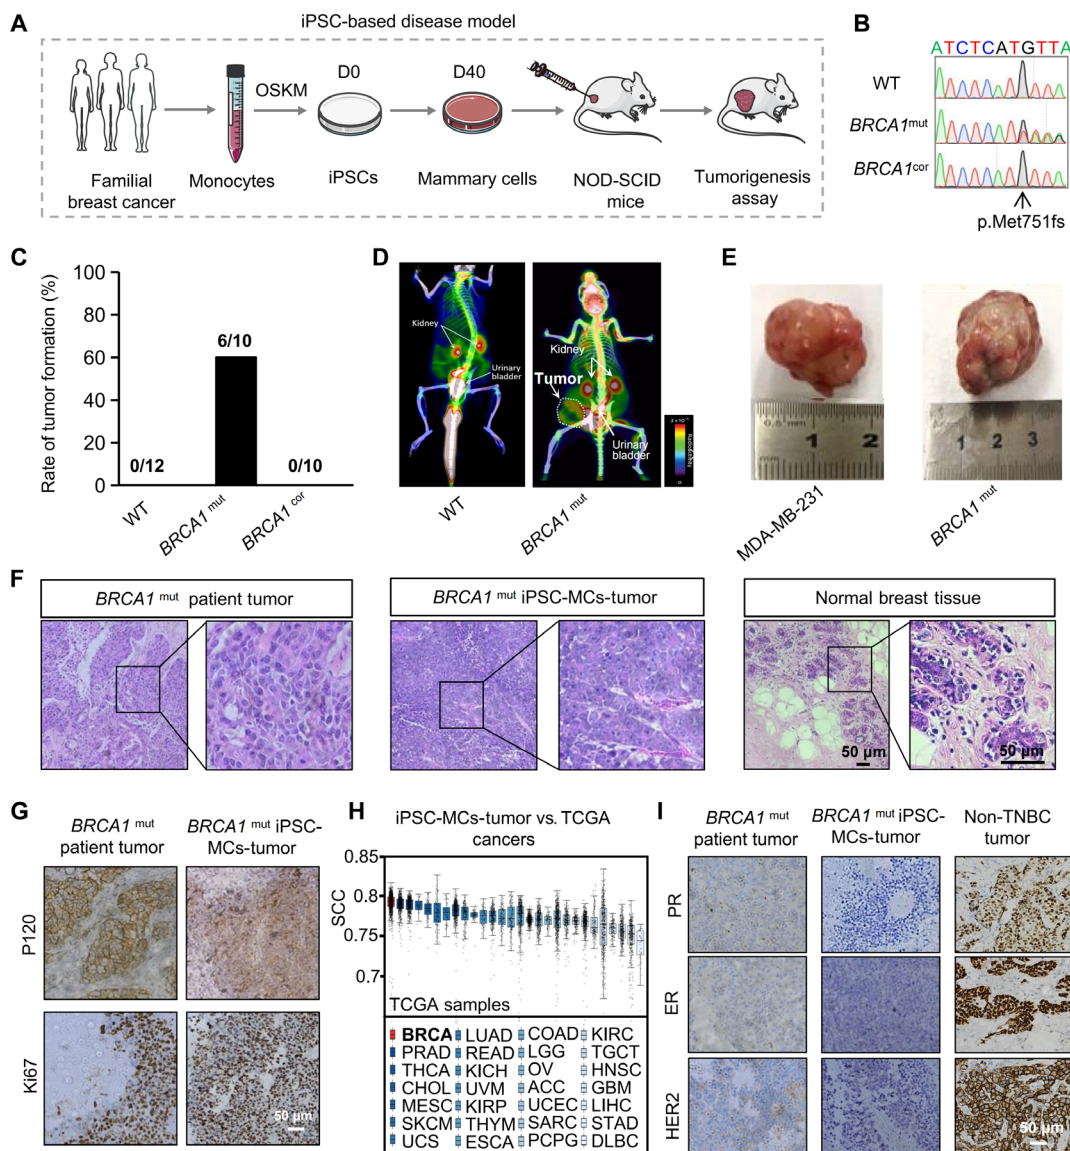 A
iPSC-based disease model
OSKM
D0
D40
Familial
breast cancer
Monocytes
iPSCs
Mammary cells
NOD-SCID
mice
Tumorigenesis
assay
B
ATCTCATGTTA
WT
BRCA1mut
BRCA1cor
p.Met751fs
C
Rate of tumor formation (%)
100
80
60
40
20
0
0/12
6/10
0/10
WT
BRCA1 mut
BRCA1 cor
D
Kidney
Urinary
bladder
Kidney
Tumor
Urinary
bladder
WT
BRCA1 mut
E
0.5 mm
1
2
1 2 3
MDA-MB-231
BRCA1 mut
F
BRCA1 mut patient tumor
BRCA1 mut iPSC-MCs-tumor
Normal breast tissue
50 μm
50 μm
G
BRCA1 mut
patient tumor
BRCA1 mut iPSC-
MCs-tumor
P120
Ki67
50 μm
H
iPSC-MCs-tumor vs. TCGA
cancers
SCC
0.85
0.8
0.75
0.7
TCGA samples
BRCA LUAD COAD KIRC
PRAD READ LGG TGCT
THCA KICH OV HNSC
CHOL UVM ACC GBM
MESC KIRP UCEC LIHC
SKCM THYM SARC STAD
UCS ESCA PCPG DLBC
I
BRCA1 mut
patient tumor
BRCA1 mut iPSC-
MCs-tumor
Non-TNBC
tumor
PR
ER
HER2
50 μm